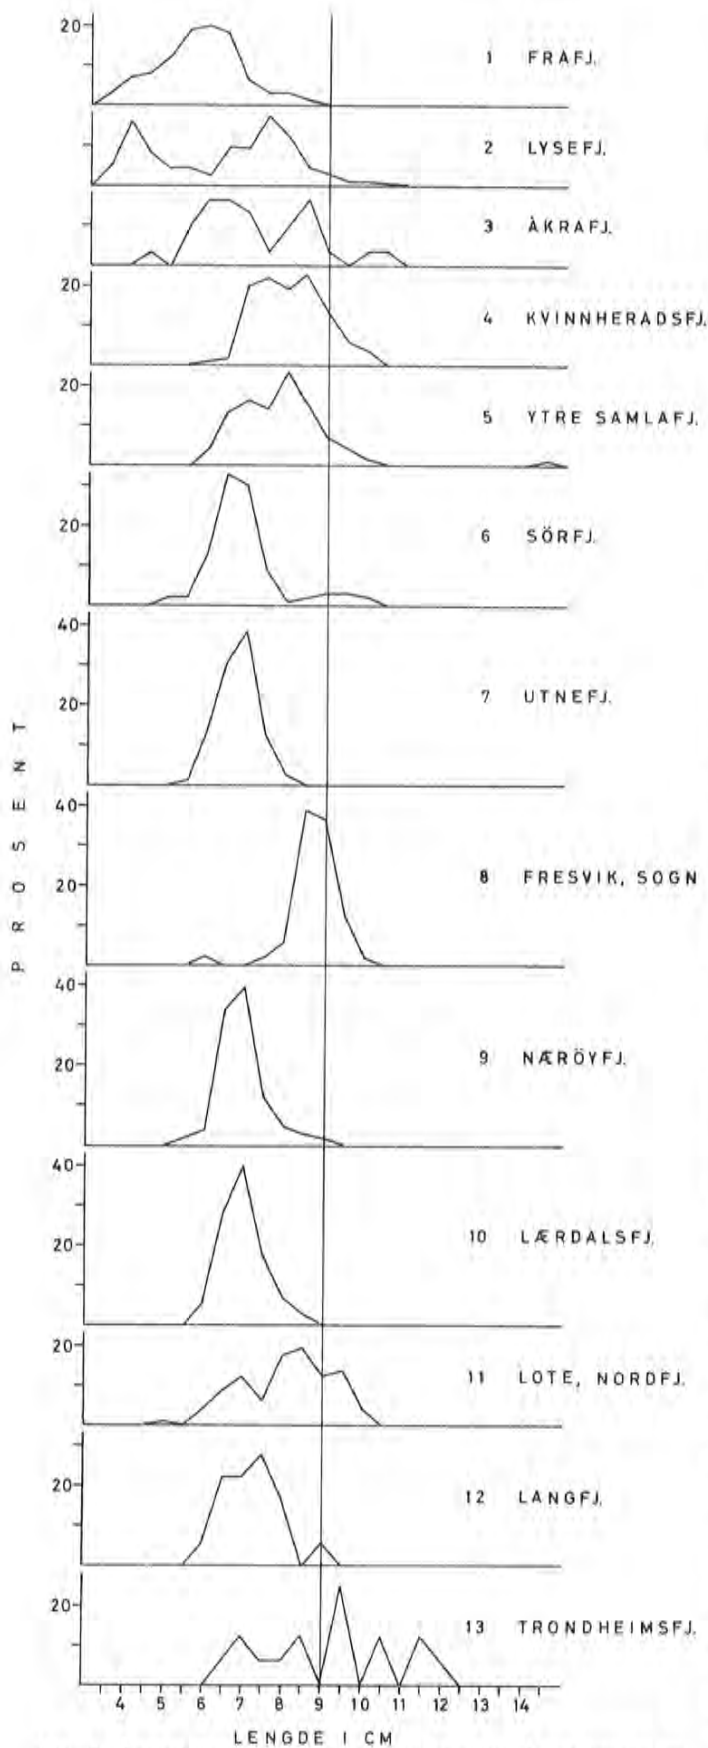 20
1 FRAFJ.
2 LYSEFJ.
3 ÅKRAFJ.
20
4 KVINNHERADSFJ.
20
5 YTRE SAMLAFJ.
20
6 SÖRFJ.
40
20
7 UTNEFJ.
PROSENT
40
20
8 FRESVIK, SOGN
40
20
9 NÆRÖYFJ.
40
20
10 LÆRDALSFJ.
20
11 LOTE, NORDFJ.
20
12 LANGFJ.
20
13 TRONDHEIMSFJ.
4 5 6 7 8 9 10 11 12 13 14
LENGDE I CM